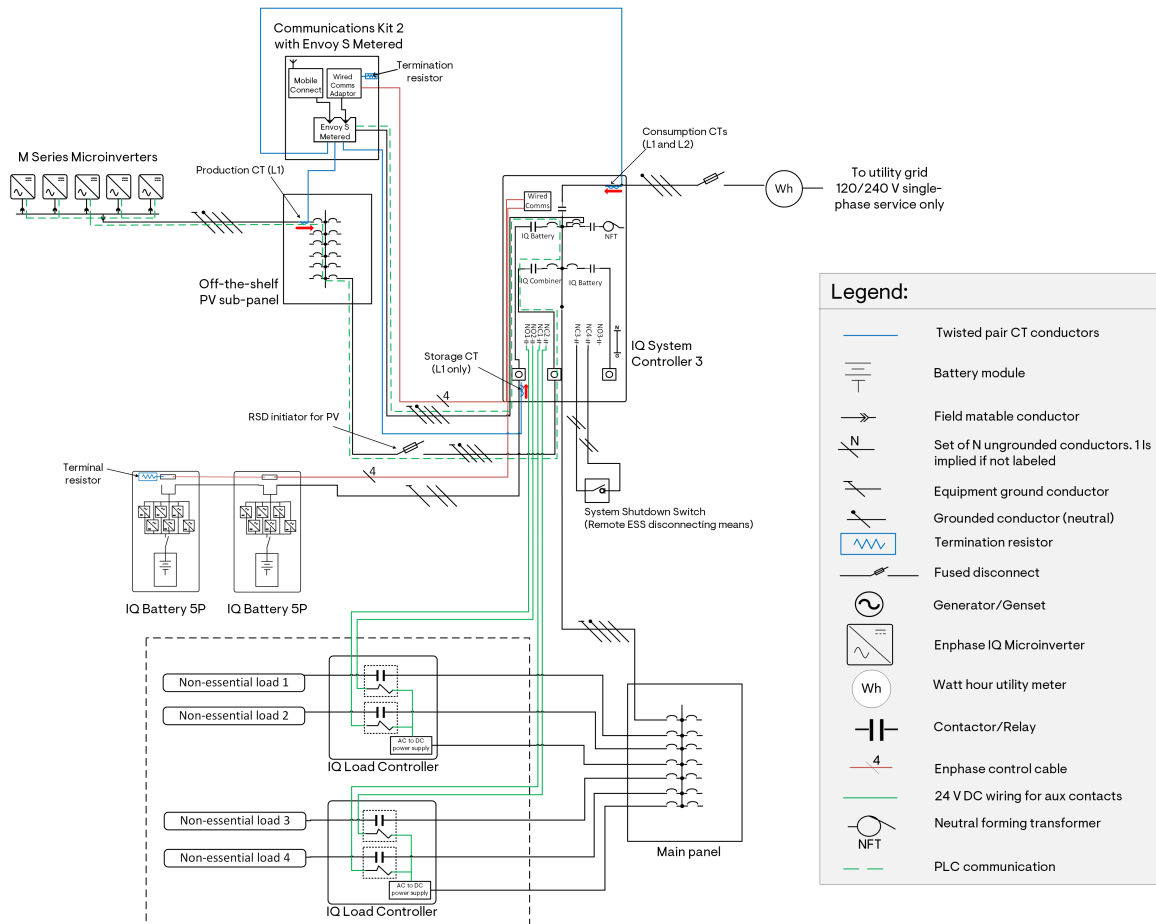 Communications Kit 2
with Envoy S Metered
Mobile
Connect
Wired
Comms
Adaptor
Termination
resistor
Envoy S
Metered
M Series Microinverters
Production CT (L1)
Off-the-shelf
PV sub-panel
Consumption CTs
(L1 and L2)
Wh
To utility grid
120/240 V single-
phase service only
Wired
Comms
IQ Battery
NFT
IQ Combiner
IQ Battery
NO1
NO2
NC1
NC2
NC3
NC4
NO3
IQ System
Controller 3
Storage CT
(L1 only)
4
RSD initiator for PV
Terminal
resistor
4
IQ Battery 5P
IQ Battery 5P
System Shutdown Switch
(Remote ESS disconnecting means)
Non-essential load 1
Non-essential load 2
AC to DC
power supply
IQ Load Controller
Non-essential load 3
Non-essential load 4
AC to DC
power supply
IQ Load Controller
Main panel
Legend:
Twisted pair CT conductors
Battery module
Field matable conductor
N
Set of N ungrounded conductors. 1 Is
implied if not labeled
Equipment ground conductor
Grounded conductor (neutral)
Termination resistor
Fused disconnect
Generator/Genset
Enphase IQ Microinverter
Wh
Watt hour utility meter
Contactor/Relay
4
Enphase control cable
24 V DC wiring for aux contacts
Neutral forming transformer
NFT
PLC communication